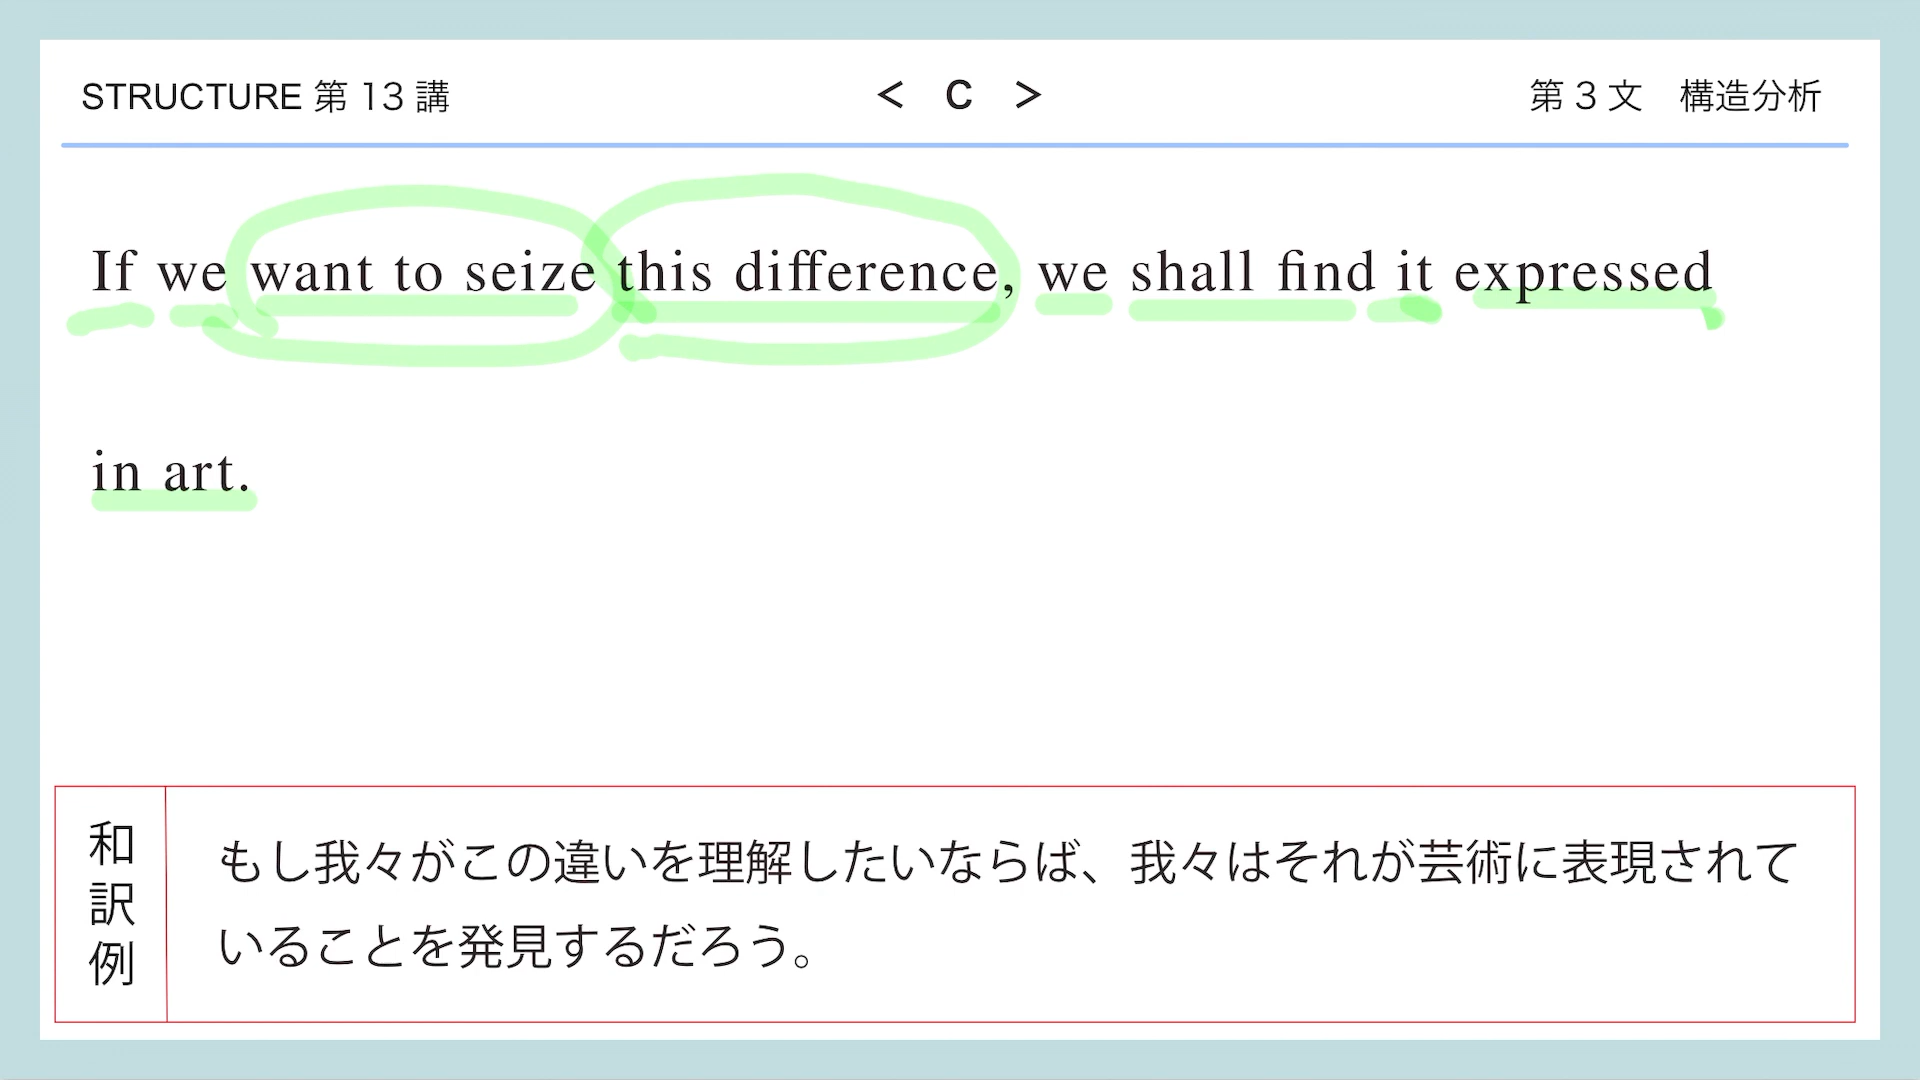 STRUCTURE 第 13 講
< C >
第 3 文　構造分析
If we want to seize this difference, we shall find it expressed
in art.
和訳例
もし我々がこの違いを理解したいならば、我々はそれが芸術に表現されて
いることを発見するだろう。